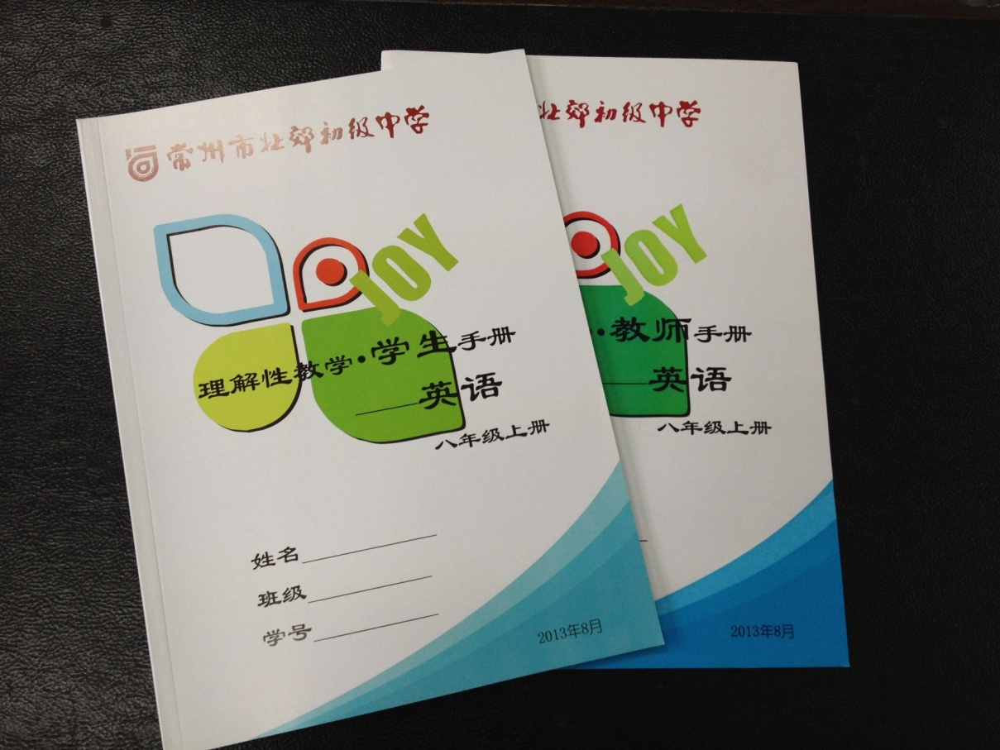 常州市北郊初级中学
JOY
理解性教学·学生手册
英语
八年级上册
姓名
班级
学号
2013年8月
北郊初级中学
JOY
·教师手册
英语
八年级上册
2013年8月